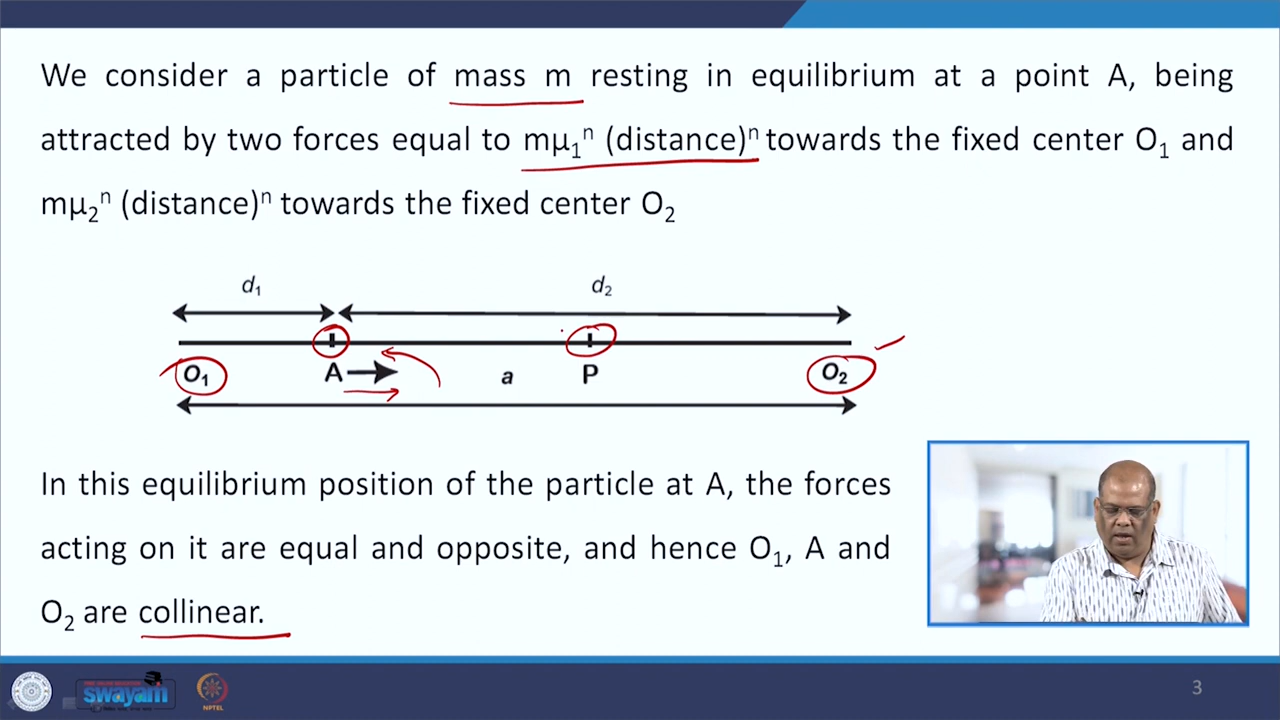 We consider a particle of mass m resting in equilibrium at a point A, being
attracted by two forces equal to mμ₁ⁿ (distance)ⁿ towards the fixed center O₁ and
mμ₂ⁿ (distance)ⁿ towards the fixed center O₂
d₁ d₂
O₁ A a P O₂
In this equilibrium position of the particle at A, the forces
acting on it are equal and opposite, and hence O₁, A and
O₂ are collinear.
swayam NPTEL 3